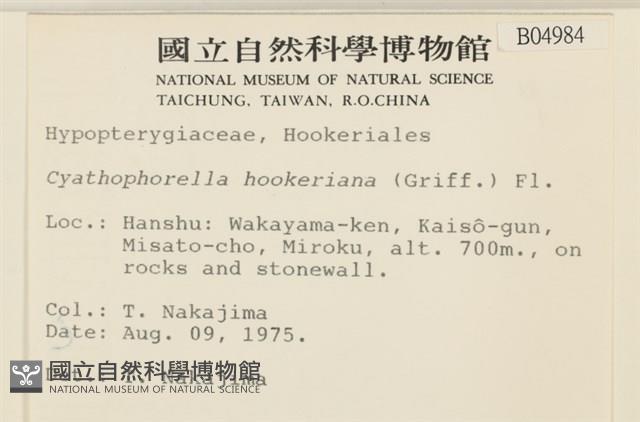 國立自然科學博物館
B04984
NATIONAL MUSEUM OF NATURAL SCIENCE
TAICHUNG, TAIWAN, R.O.CHINA
Hypopterygiaceae, Hookeriales
Cyathophorella hookeriana (Griff.) Fl.
Loc.: Hanshu: Wakayama-ken, Kaisô-gun,
Misato-cho, Miroku, alt. 700m., on
rocks and stonewall.
Col.: T. Nakajima
Date: Aug. 09, 1975.
Nakajima
國立自然科學博物館
NATIONAL MUSEUM OF NATURAL SCIENCE